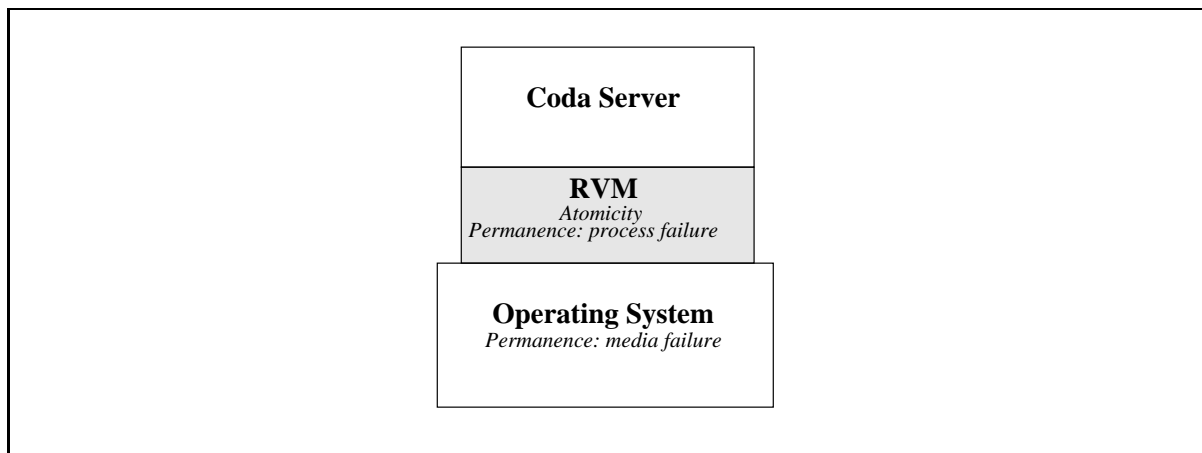 Coda Server
RVM
Atomicity
Permanence: process failure
Operating System
Permanence: media failure